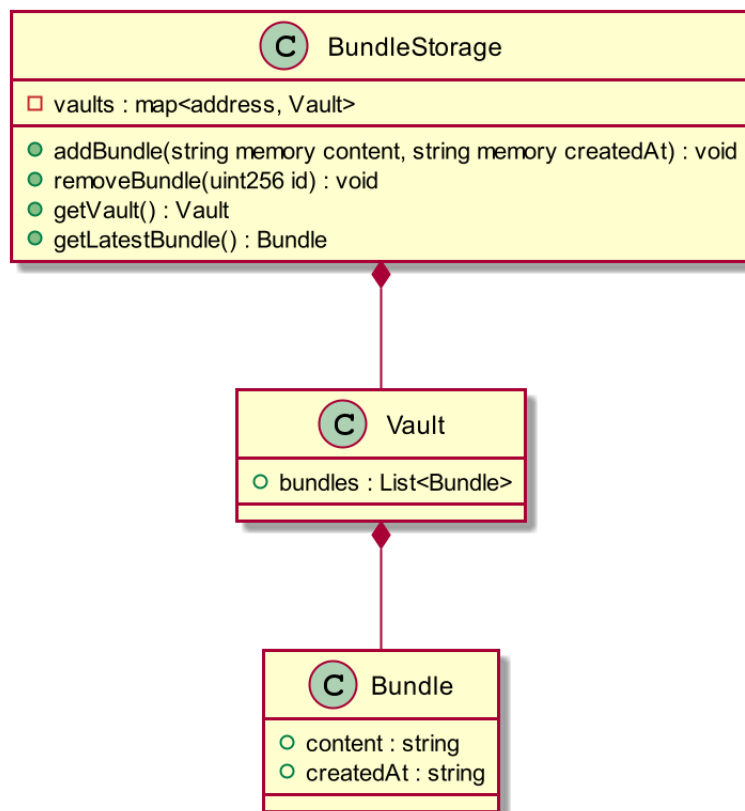 C BundleStorage
vaults : map<address, Vault>
addBundle(string memory content, string memory createdAt) : void
removeBundle(uint256 id) : void
getVault() : Vault
getLatestBundle() : Bundle
C Vault
bundles : List<Bundle>
C Bundle
content : string
createdAt : string